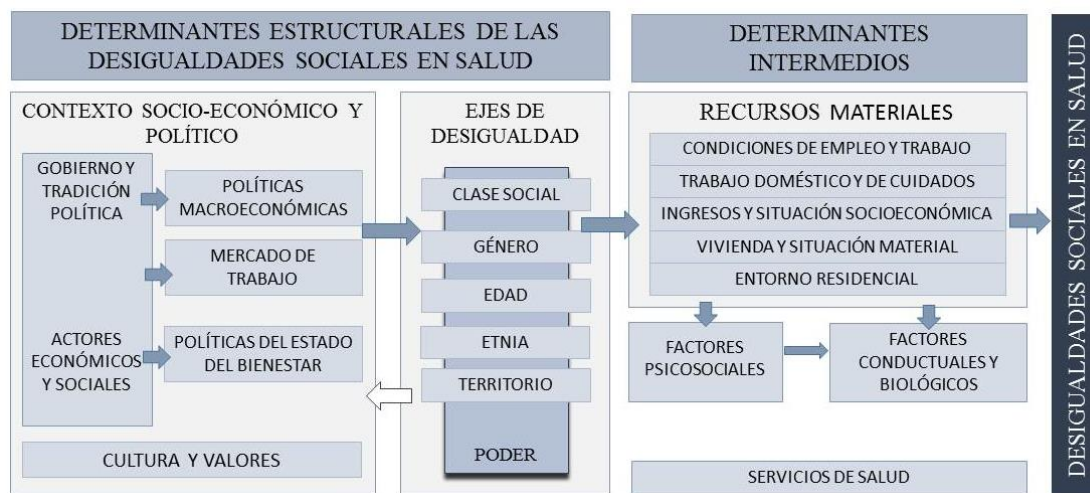 DETERMINANTES ESTRUCTURALES DE LAS
DESIGUALDADES SOCIALES EN SALUD
DETERMINANTES
INTERMEDIOS
CONTEXTO SOCIO-ECONÓMICO Y
POLÍTICO
GOBIERNO Y
TRADICIÓN
POLÍTICA
ACTORES
ECONÓMICOS
Y SOCIALES
POLÍTICAS
MACROECONÓMICAS
MERCADO DE
TRABAJO
POLÍTICAS DEL ESTADO
DEL BIENESTAR
CULTURA Y VALORES
EJES DE
DESIGUALDAD
CLASE SOCIAL
GÉNERO
EDAD
ETNIA
TERRITORIO
PODER
RECURSOS MATERIALES
CONDICIONES DE EMPLEO Y TRABAJO
TRABAJO DOMÉSTICO Y DE CUIDADOS
INGRESOS Y SITUACIÓN SOCIOECONÓMICA
VIVIENDA Y SITUACIÓN MATERIAL
ENTORNO RESIDENCIAL
FACTORES
PSICOSOCIALES
FACTORES
CONDUCTUALES Y
BIOLÓGICOS
SERVICIOS DE SALUD
DESIGUALDADES SOCIALES EN SALUD